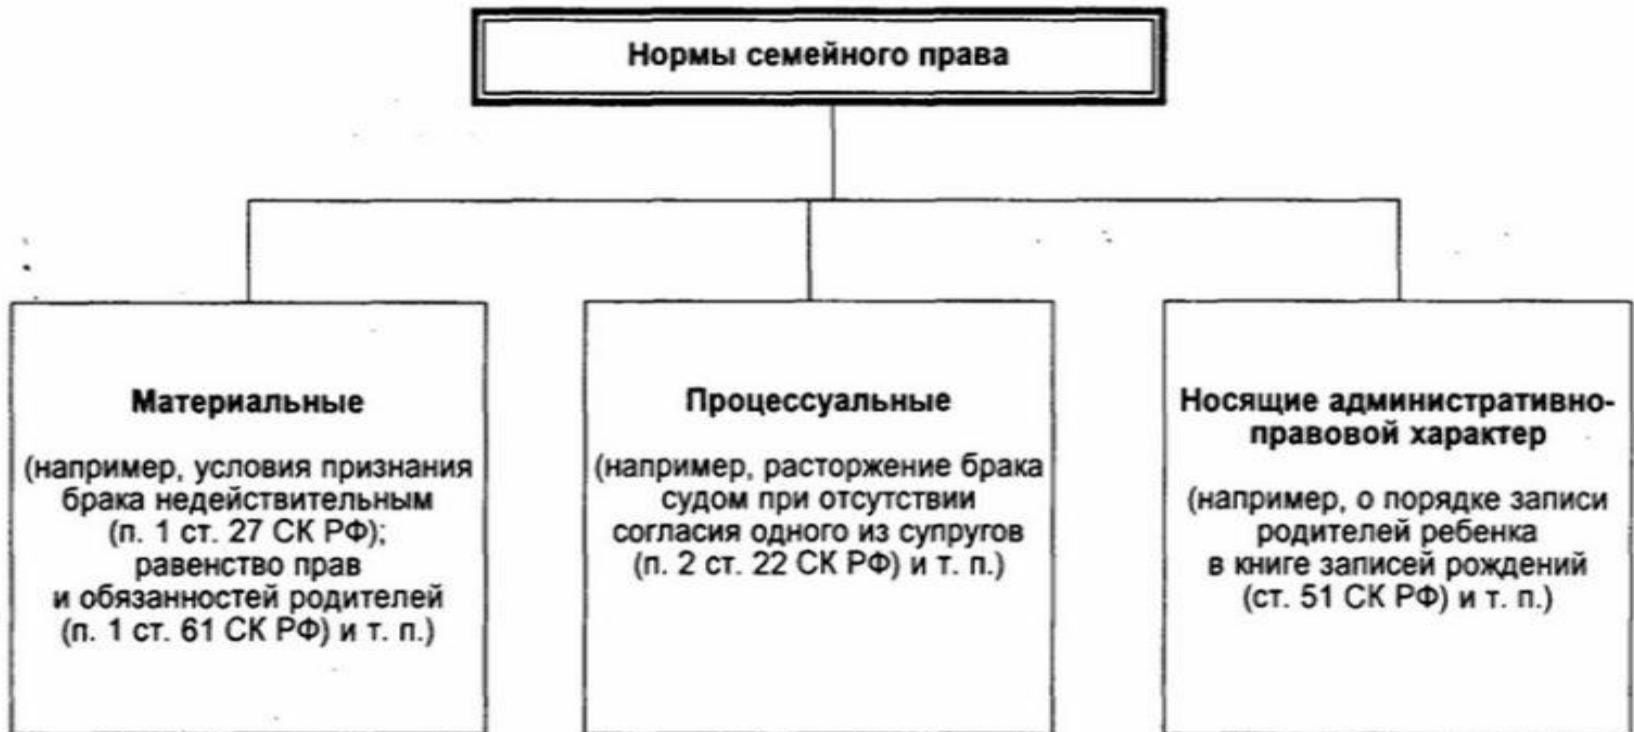 Нормы семейного права
Материальные
(например, условия признания
брака недействительным
(п. 1 ст. 27 СК РФ);
равенство прав
и обязанностей родителей
(п. 1 ст. 61 СК РФ) и т. п.)
Процессуальные
(например, расторжение брака
судом при отсутствии
согласия одного из супругов
(п. 2 ст. 22 СК РФ) и т. п.)
Носящие административно-
правовой характер
(например, о порядке записи
родителей ребенка
в книге записей рождений
(ст. 51 СК РФ) и т. п.)